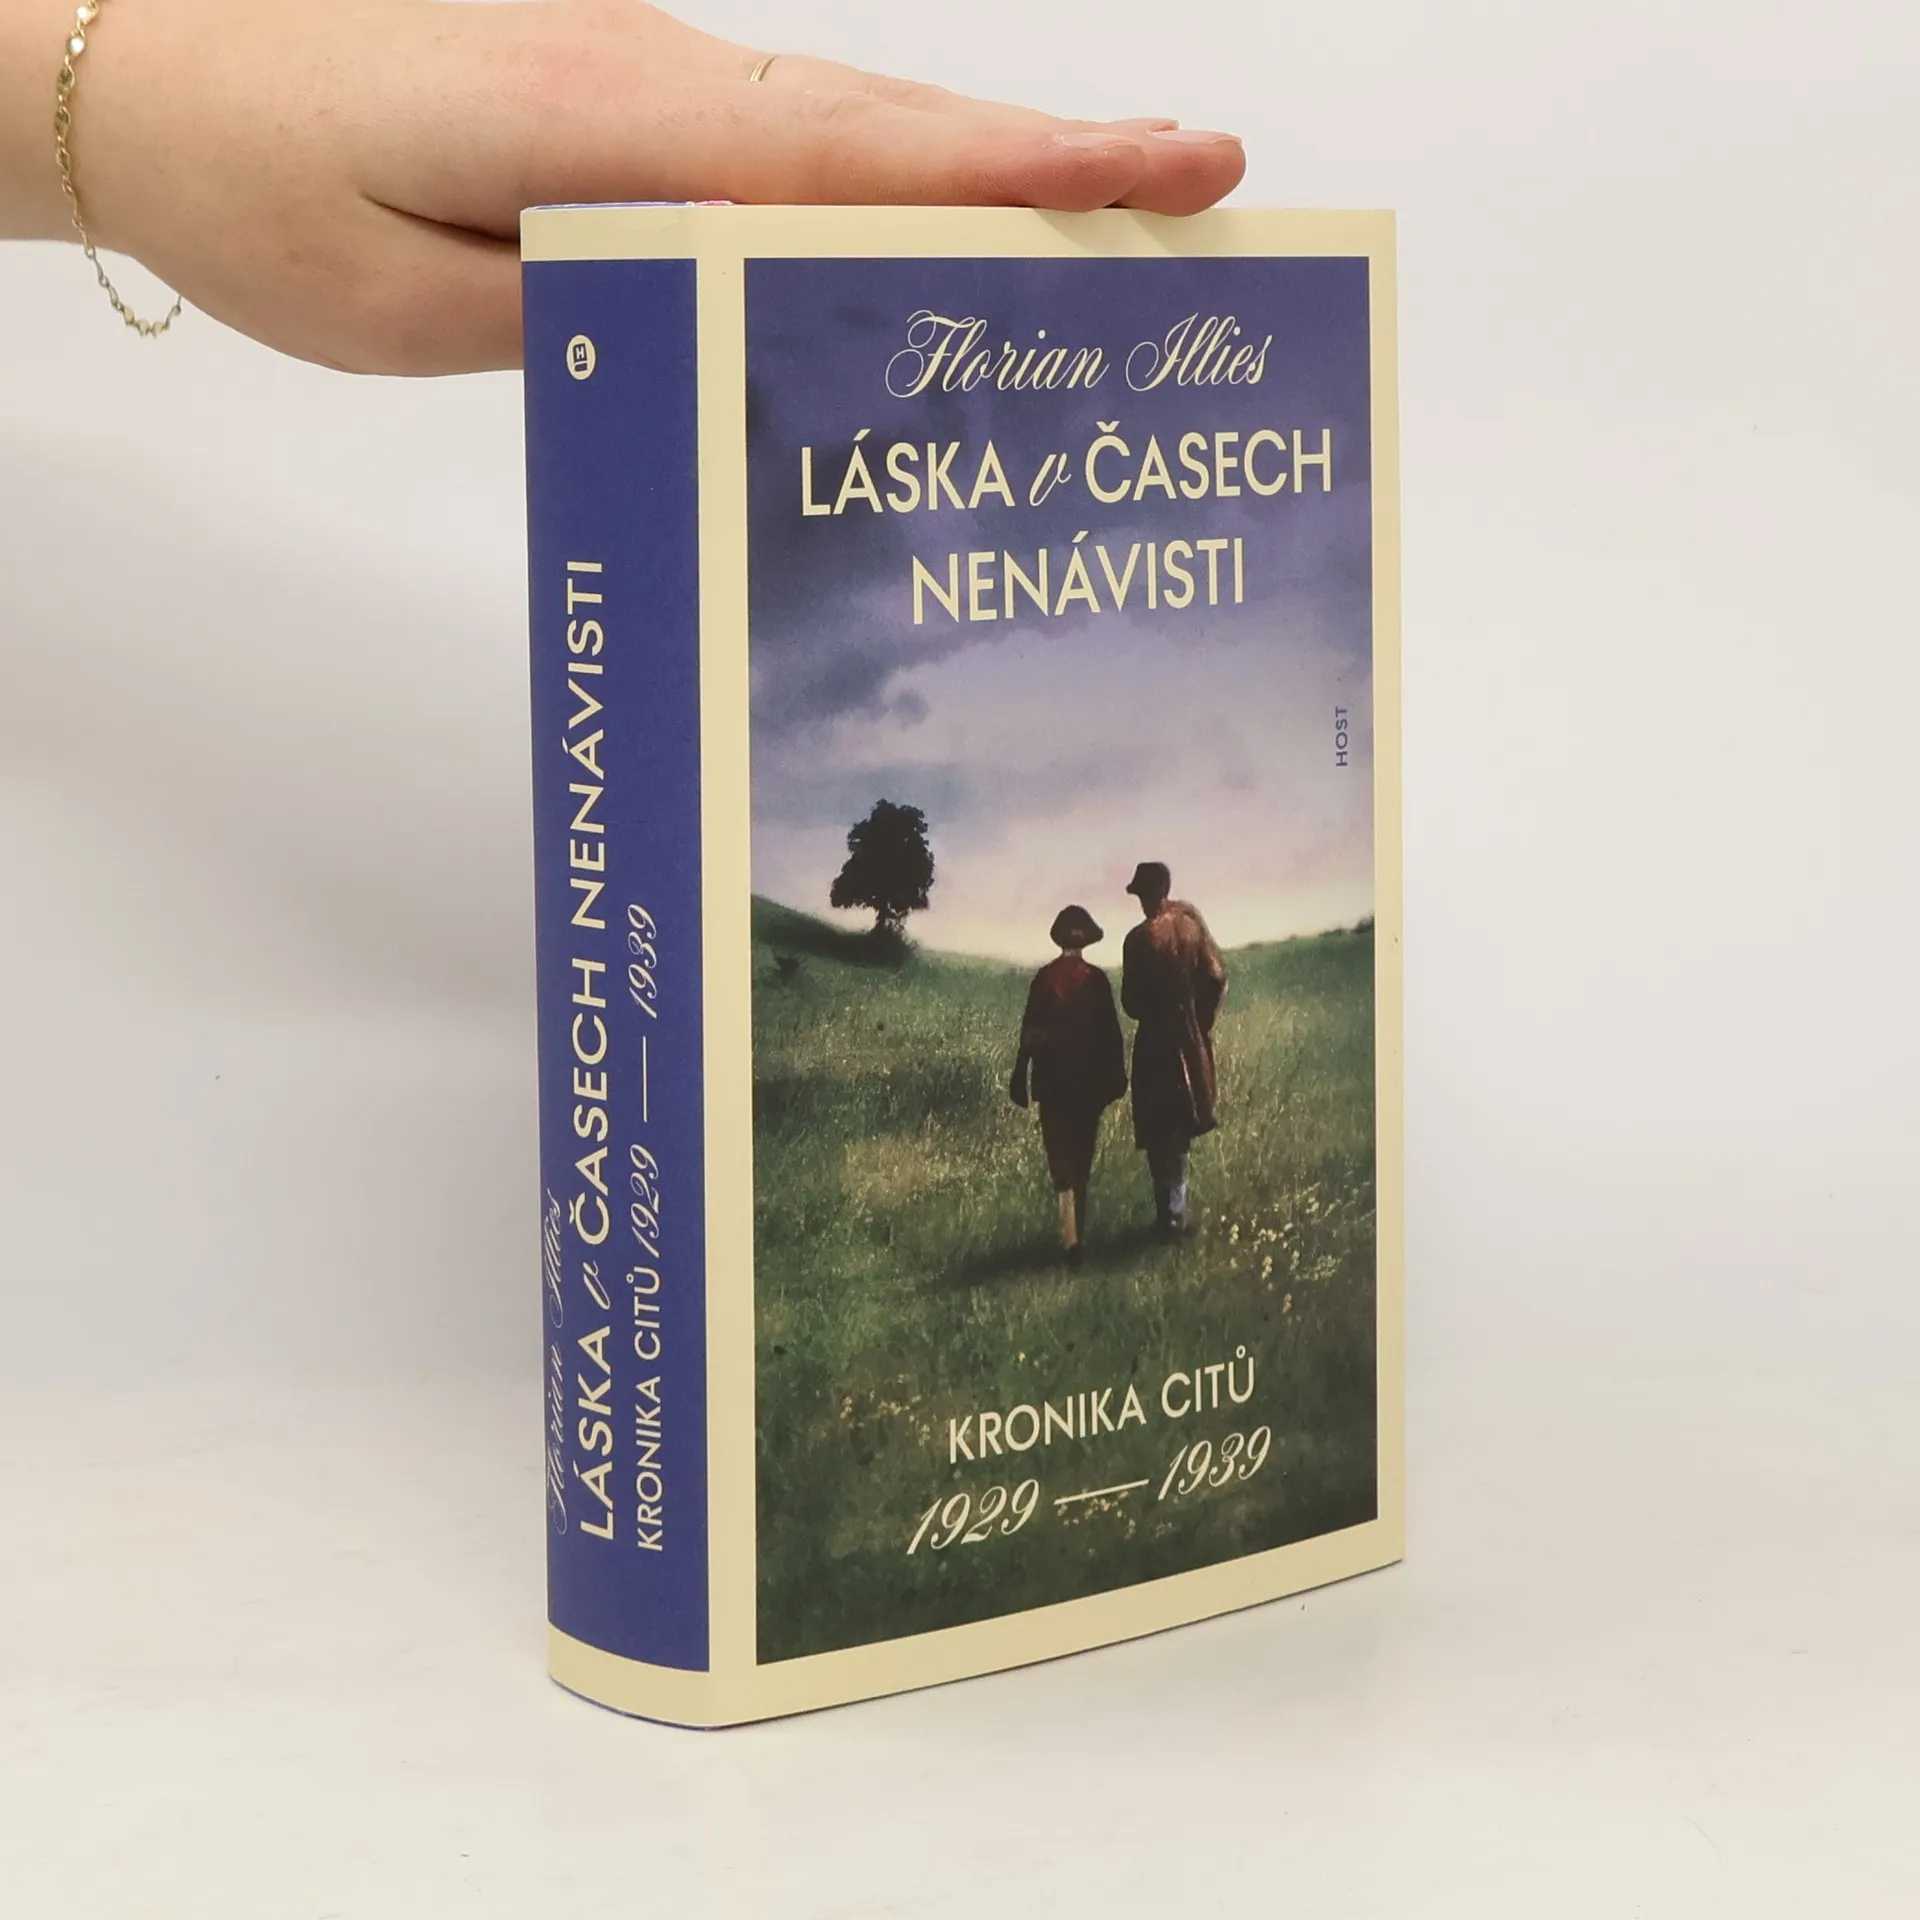 Florian Illies
LÁSKA v ČASECH NENÁVISTI
KRONIKA CITŮ 1929 — 1939
H
Florian Illies
LÁSKA v ČASECH
NENÁVISTI
HOST
KRONIKA CITŮ
1929 — 1939